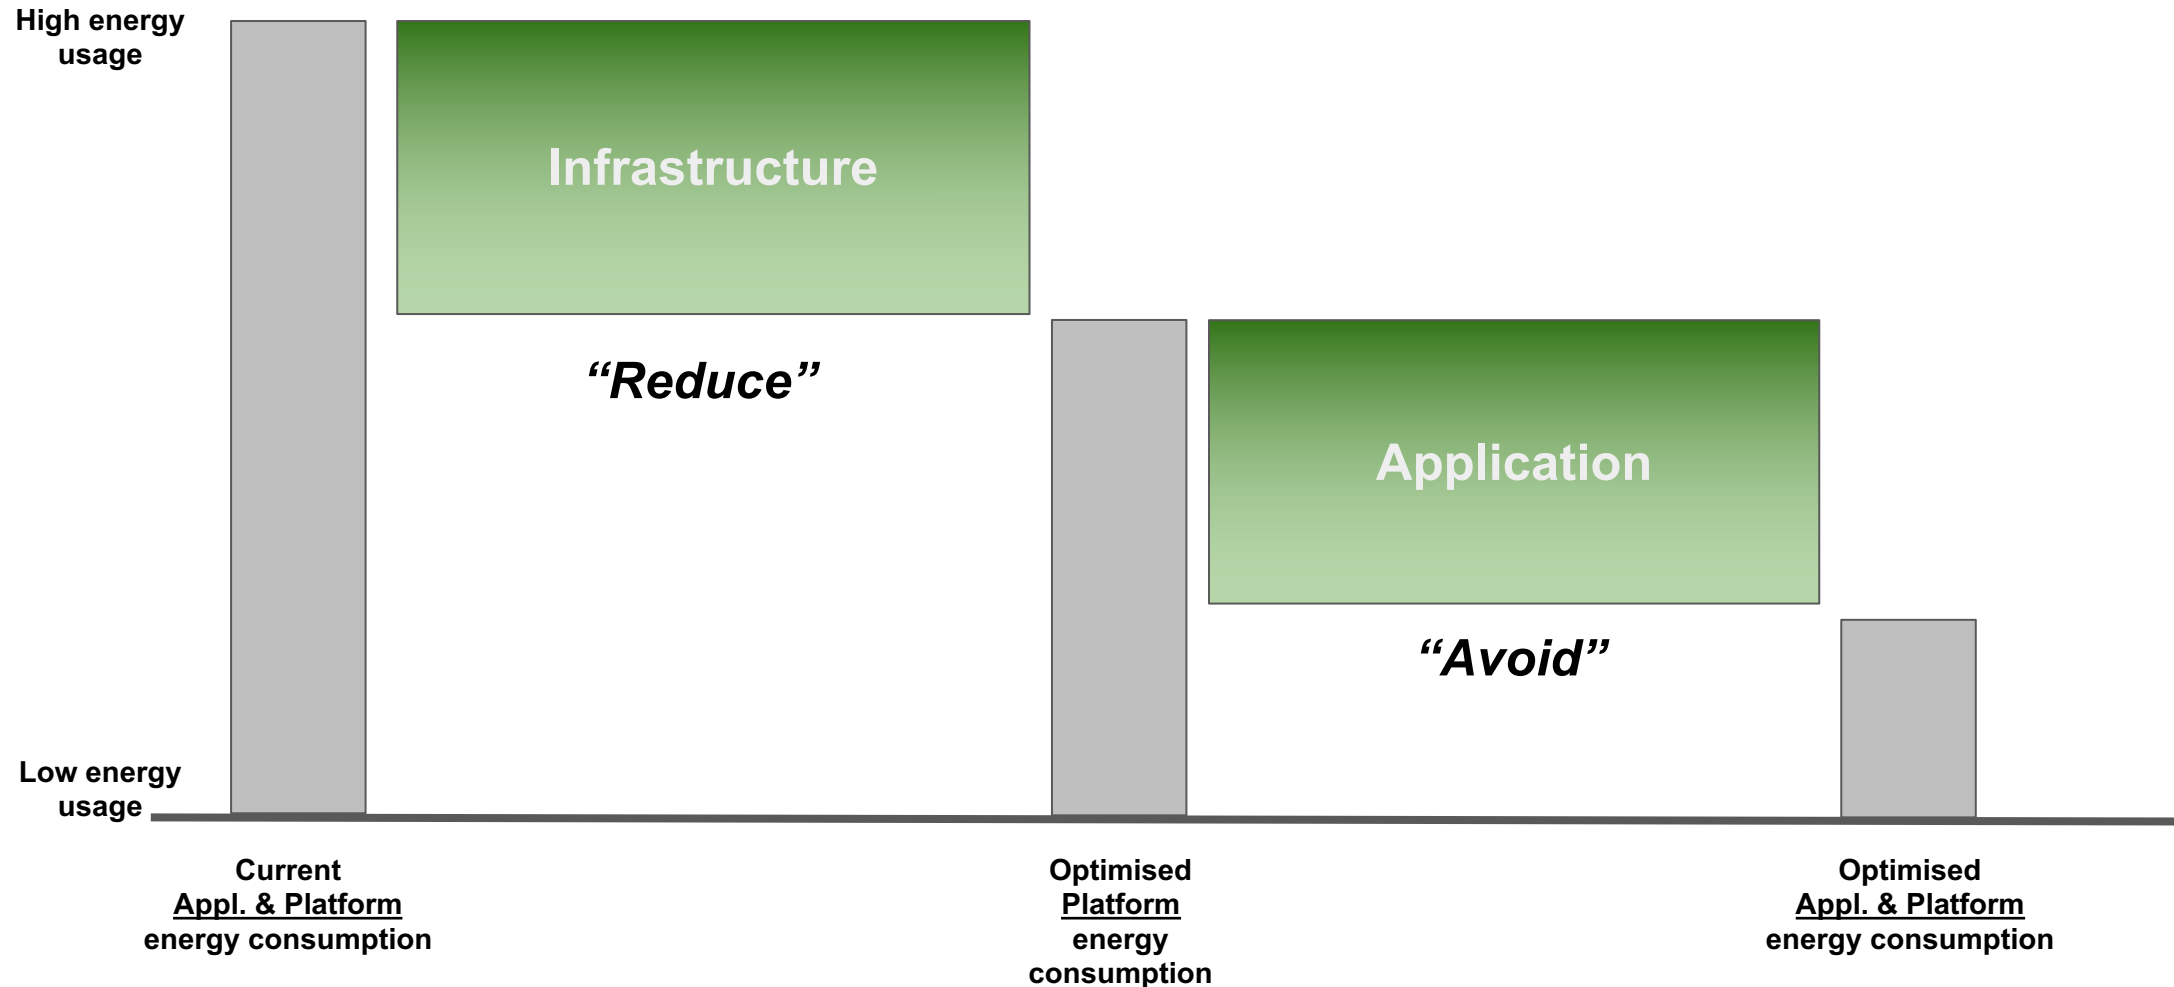 High energy
usage
Infrastructure
“Reduce”
Application
“Avoid”
Low energy
usage
Current
Appl. & Platform
energy consumption
Optimised
Platform
energy
consumption
Optimised
Appl. & Platform
energy consumption